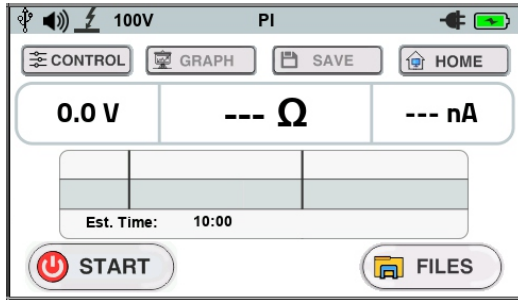 100V PI
CONTROL GRAPH SAVE HOME
0.0 V --- Ω --- nA
Est. Time: 10:00
START FILES